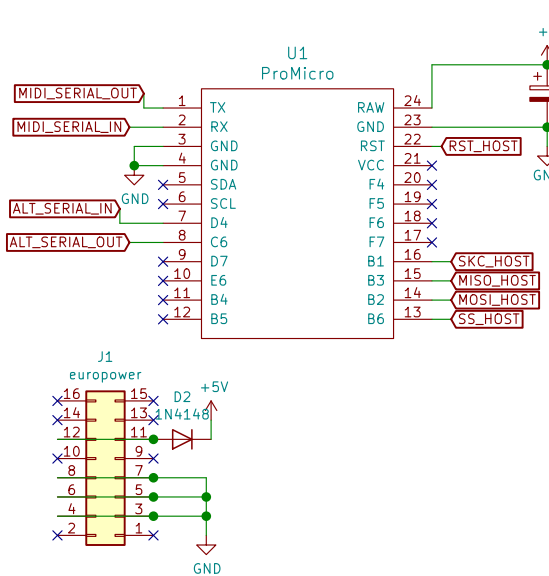 +
U1
ProMicro
MIDI_SERIAL_OUT 1 TX RAW 24 +
MIDI_SERIAL_IN 2 RX GND 23
3 GND RST 22 RST_HOST
4 GND VCC 21
GND 5 SDA F4 20 GN
ALT_SERIAL_IN 6 SCL F5 19
7 D4 F6 18
ALT_SERIAL_OUT 8 C6 F7 17
9 D7 B1 16 SKC_HOST
10 E6 B3 15 MISO_HOST
11 B4 B2 14 MOSI_HOST
12 B5 B6 13 SS_HOST
J1
europower
D2 +5V
1N4148
16 15
14 13
12 11
10 9
8 7
6 5
4 3
2 1
GND